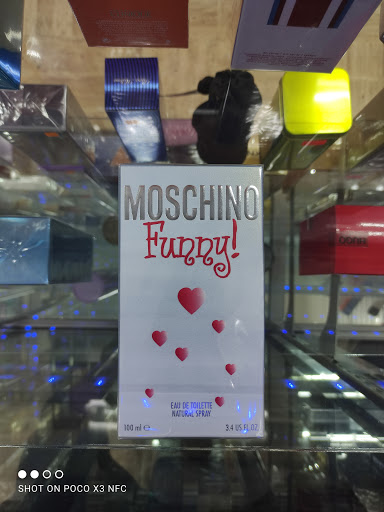 MOSCHINO
Funny!
EAU DE TOILETTE
NATURAL SPRAY
100 ml e
3.4 US FL.OZ
SHOT ON POCO X3 NFC